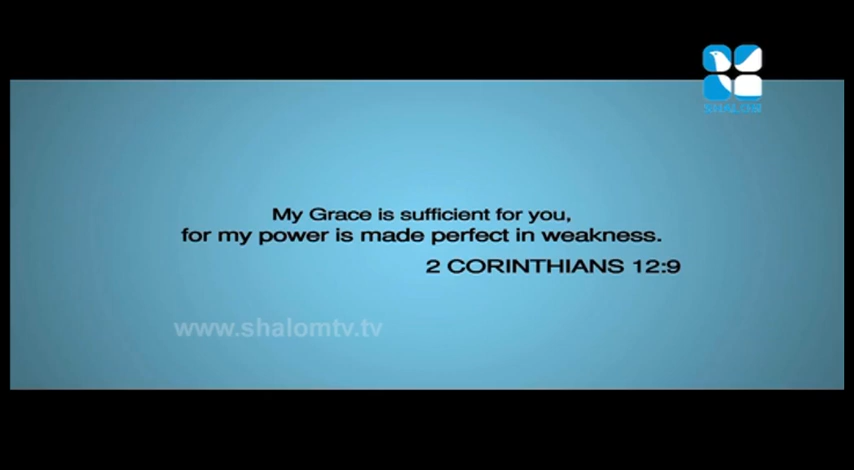 SHALOM
My Grace is sufficient for you,
for my power is made perfect in weakness.
2 CORINTHIANS 12:9
www.shalomtv.tv